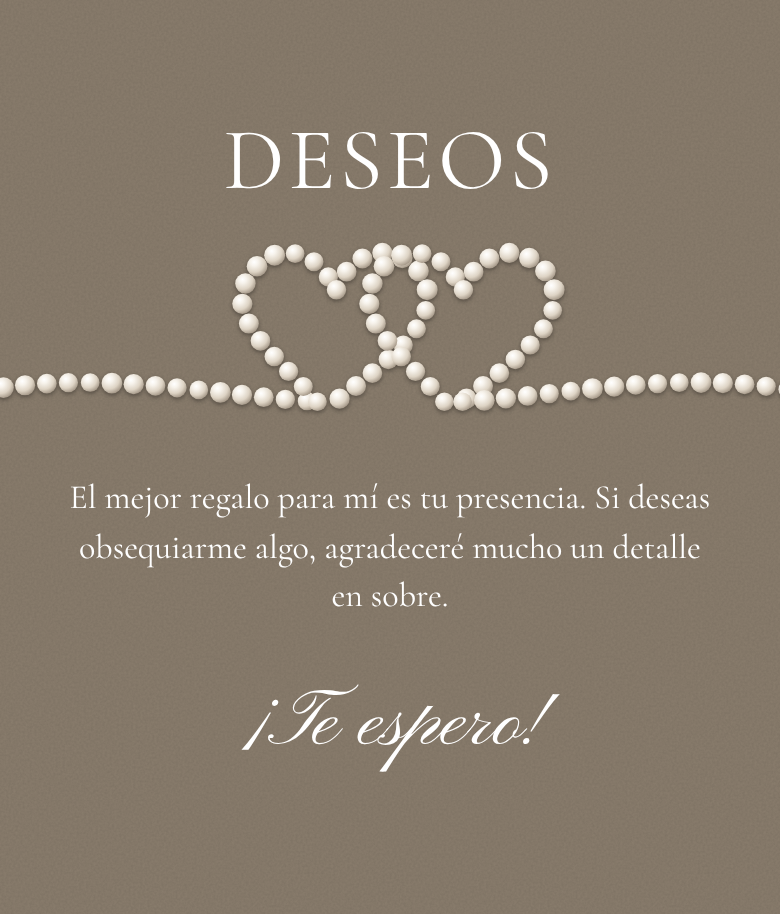 DESEOS
El mejor regalo para mí es tu presencia. Si deseas
obsequiarme algo, agradeceré mucho un detalle
en sobre.
¡Te espero!